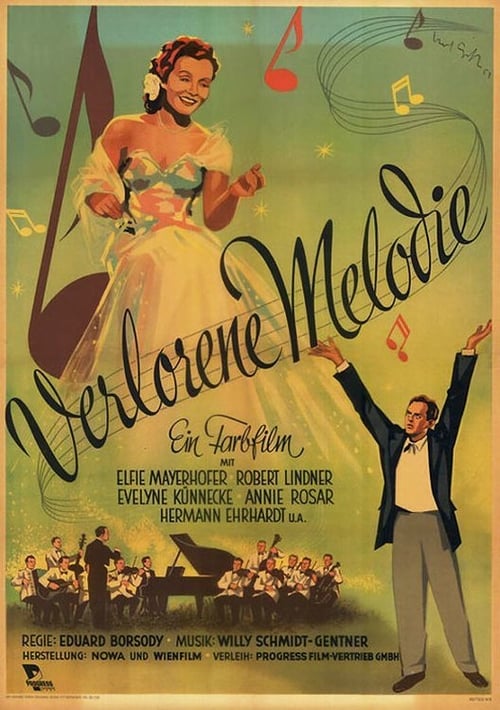 Verlorene Melodie
Ein Farbfilm
MIT
ELFIE MAYERHOFER · ROBERT LINDNER
EVELYNE KÜNNECKE · ANNIE ROSAR
HERMANN EHRHARDT U.A.
REGIE: EDUARD BORSODY · MUSIK: WILLY SCHMIDT-GENTNER
HERSTELLUNG: NOWA UND WIENFILM · VERLEIH: PROGRESS FILM-VERTRIEB GMBH
PROGRESS